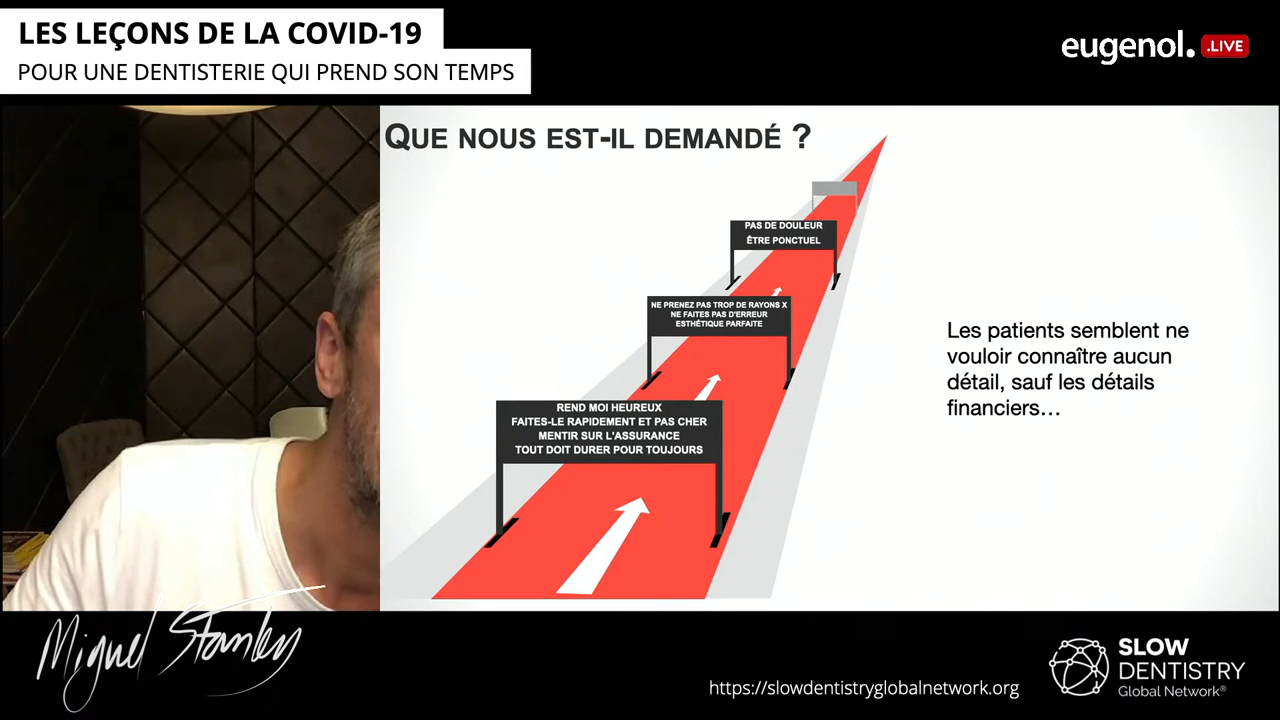 LES LEÇONS DE LA COVID-19
POUR UNE DENTISTERIE QUI PREND SON TEMPS
eugenol. .LIVE
QUE NOUS EST-IL DEMANDÉ ?
PAS DE DOULEUR
ÊTRE PONCTUEL
NE PRENEZ PAS TROP DE RAYONS X
NE FAITES PAS D'ERREUR
ESTHÉTIQUE PARFAITE
REND MOI HEUREUX
FAITES-LE RAPIDEMENT ET PAS CHER
MENTIR SUR L'ASSURANCE
TOUT DOIT DURER POUR TOUJOURS
Les patients semblent ne
vouloir connaître aucun
détail, sauf les détails
financiers…
Miguel Stanley
https://slowdentistryglobalnetwork.org
SLOW
DENTISTRY
Global Network®